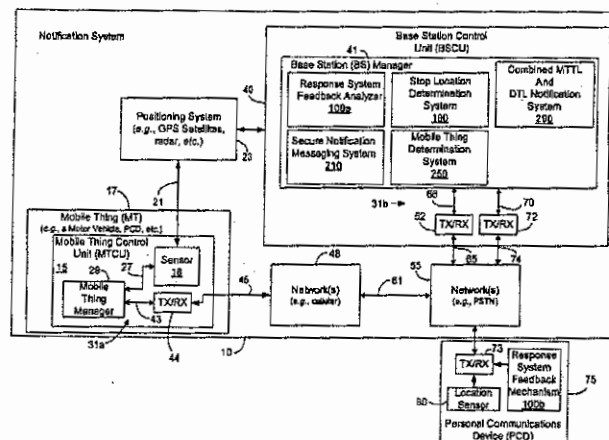 Notification System
Base Station Control
Unit (BSCU)
41
Base Station (BS) Manager
40
Response System
Feedback Analyzer
100a
Stop Location
Determination
System
180
Combined MTTL
And
DTL Notification
System
290
Secure Notification
Messaging System
210
Mobile Thing
Determination
System
250
Positioning System
(e.g., GPS Satellites,
radar, etc.)
23
17
21
68
31b
70
62
TX/RX
TX/RX
72
Mobile Thing (MT)
(e.g., a Motor Vehicle, PCD, etc.)
Mobile Thing Control
Unit (MTCU)
15
29
27
Sensor
18
Mobile Thing
Manager
43
TX/RX
44
31a
45
48
Network(s)
(e.g., cellular)
61
55
65
74
Network(s)
(e.g., PSTN)
10
73
TX/RX
Response
System
Feedback
Mechanism
100b
75
80
Location
Sensor
Personal Communications
Device (PCD)